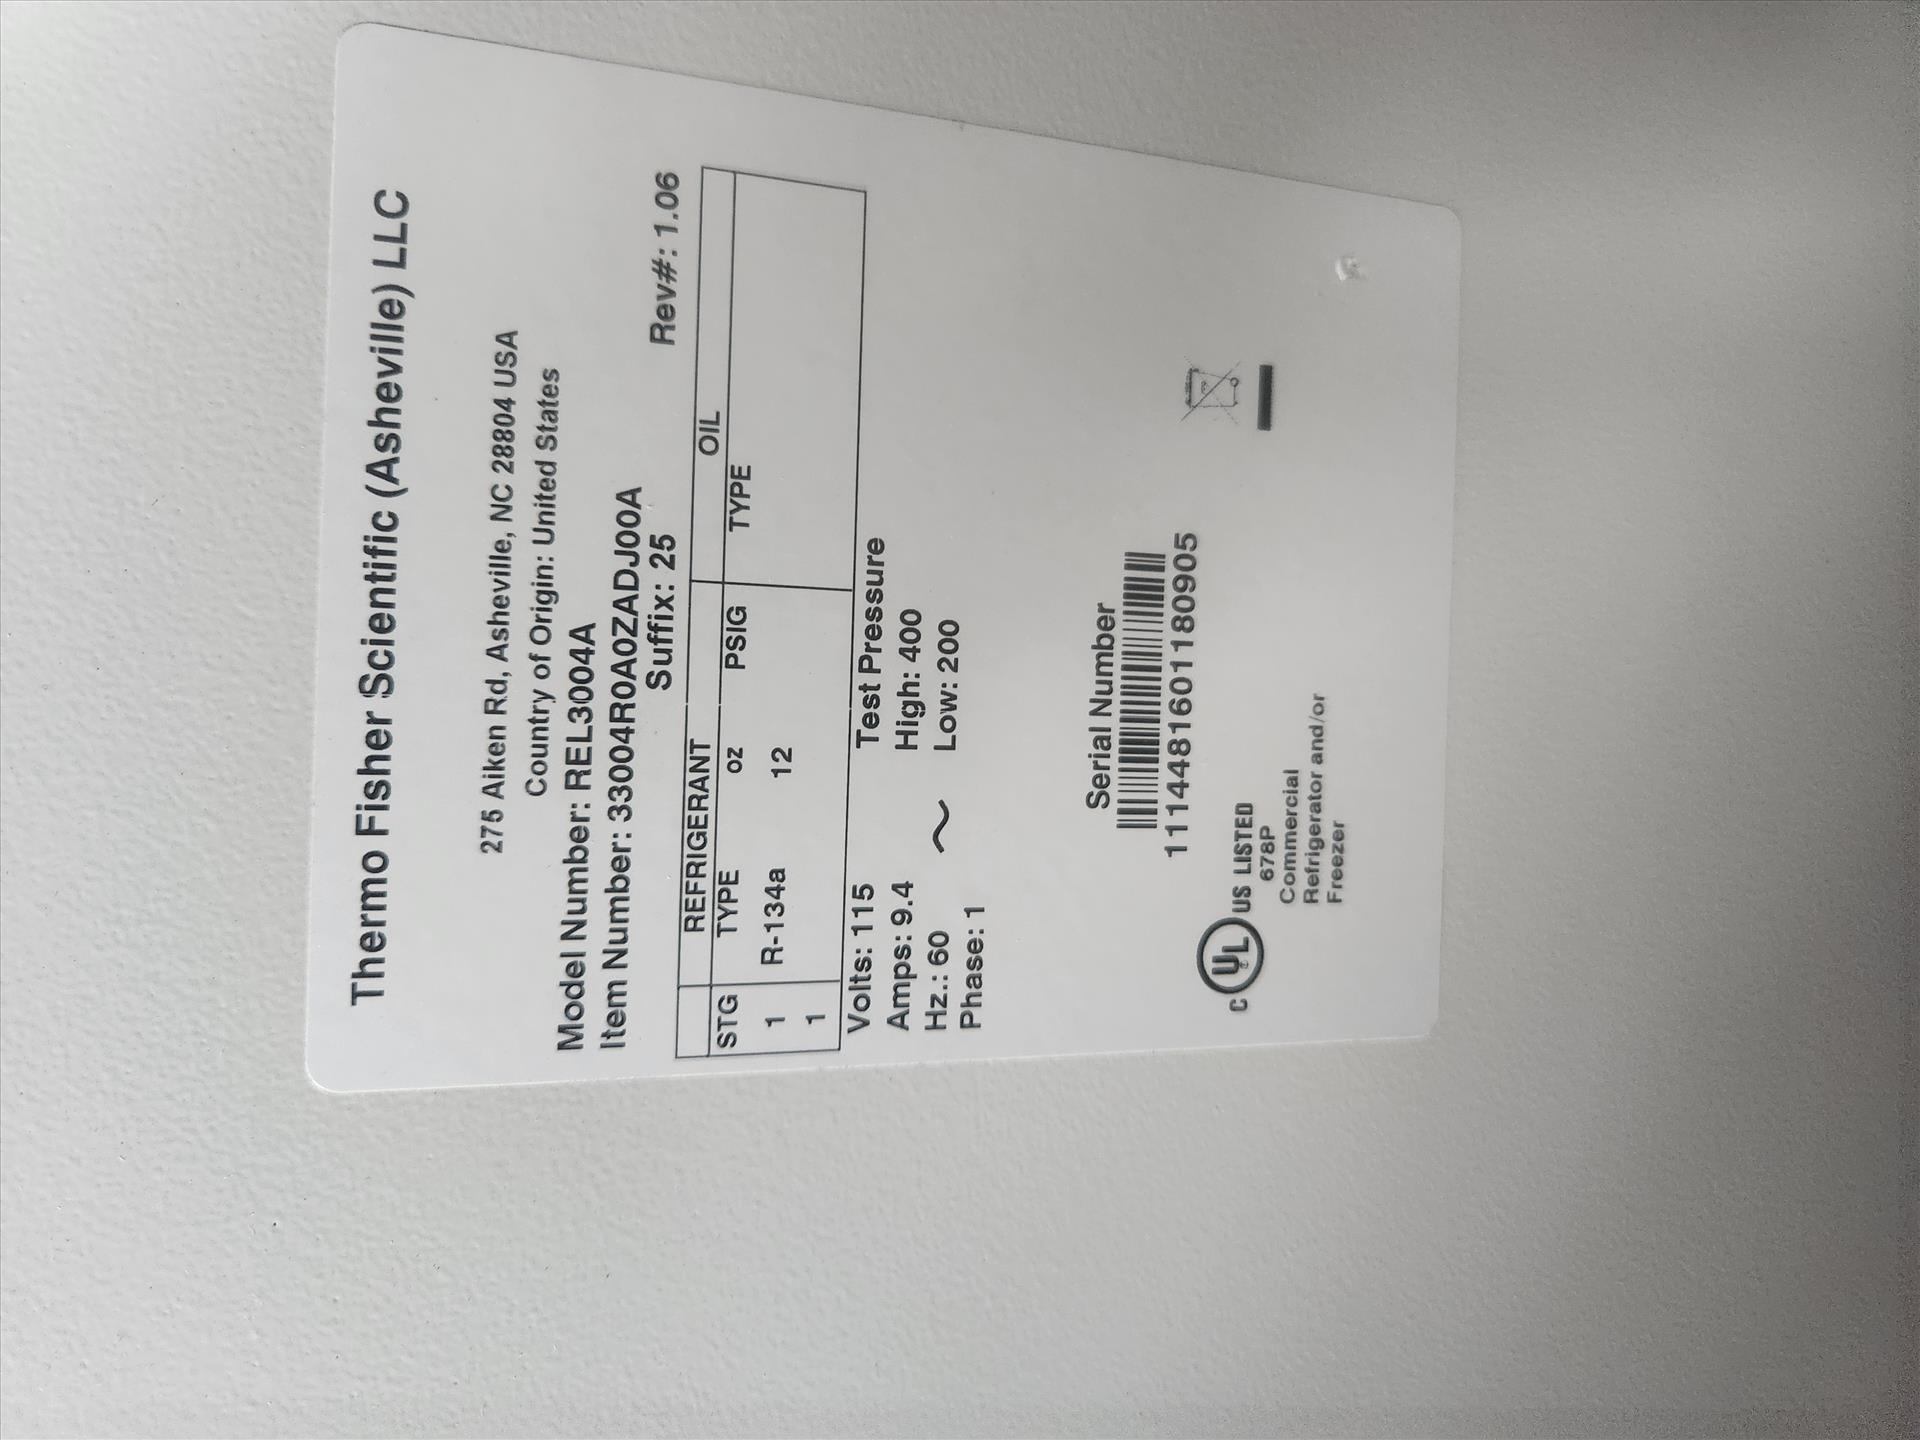 Thermo Fisher Scientific (Asheville) LLC
275 Aiken Rd, Asheville, NC 28804 USA
Country of Origin: United States
Model Number: REL3004A
Item Number: 33004R0A0ZADJ00A
Suffix: 25 Rev#: 1.06
REFRIGERANT OIL
STG TYPE oz PSIG TYPE
1 R-134a 12
1
Volts: 115 Test Pressure
Amps: 9.4 High: 400
Hz.: 60 ~ Low: 200
Phase: 1
Serial Number
1114481601180905
C UL US LISTED
678P
Commercial
Refrigerator and/or
Freezer